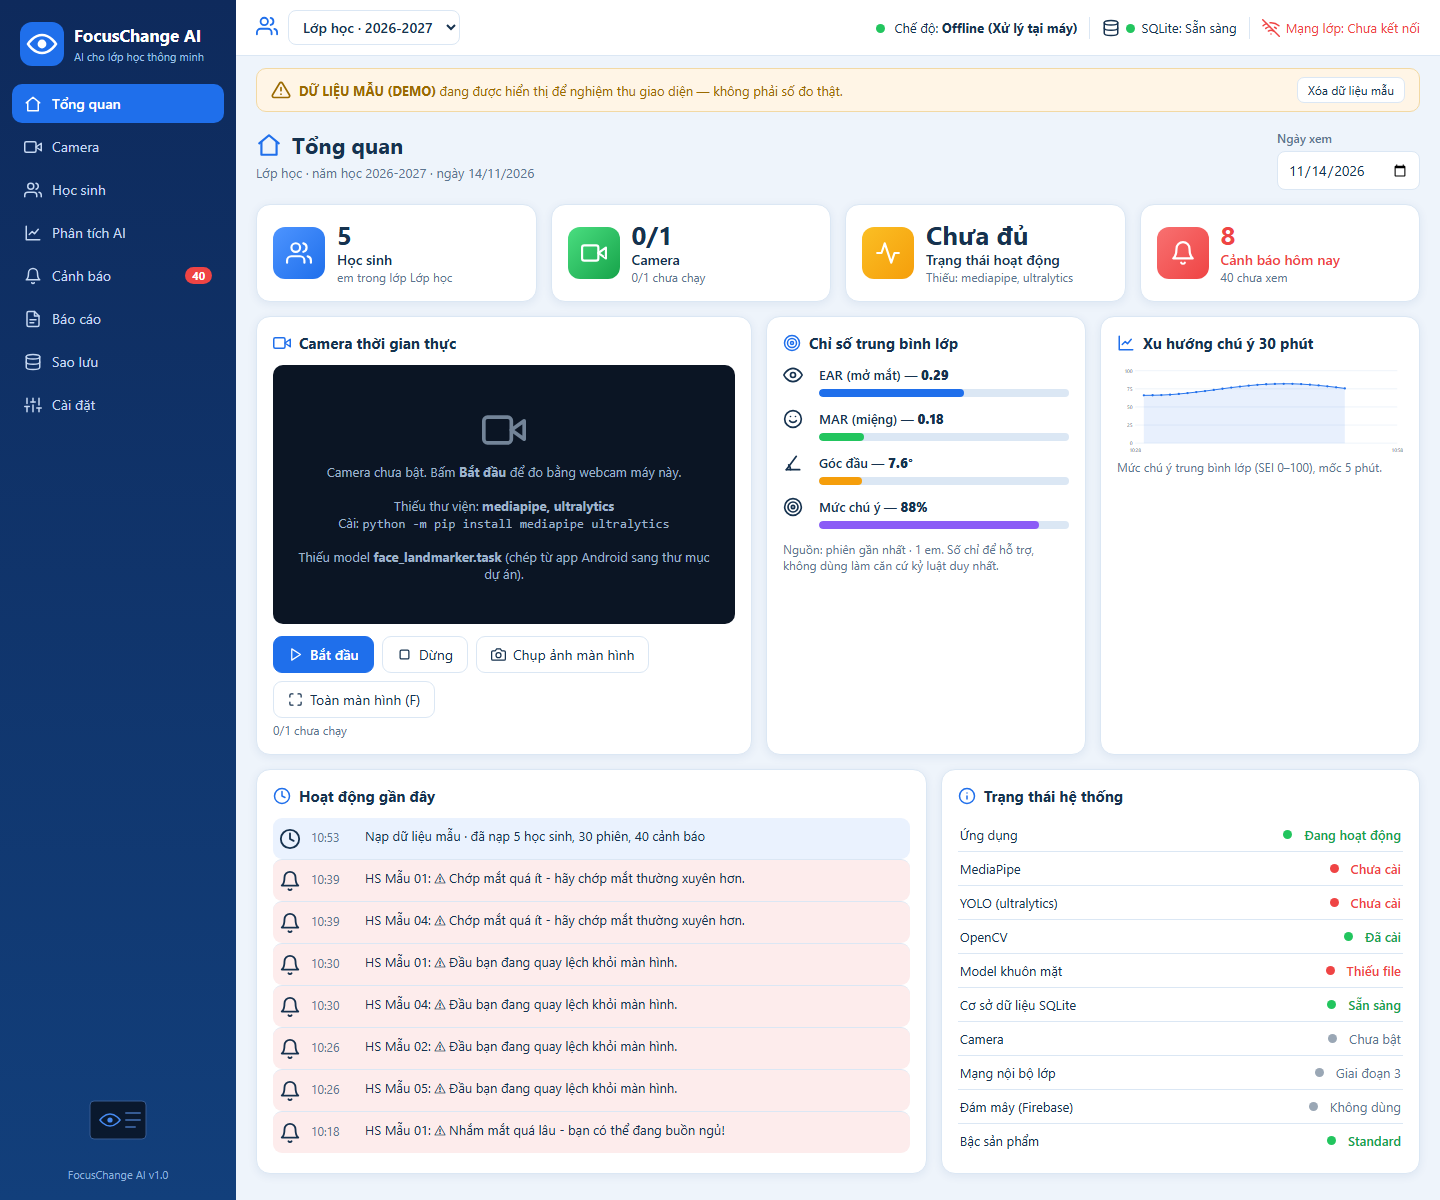 FocusChange AI
AI cho lớp học thông minh
Tổng quan
Camera
Học sinh
Phân tích AI
Cảnh báo 40
Báo cáo
Sao lưu
Cài đặt
FocusChange AI v1.0
Lớp học · 2026-2027
Chế độ: Offline (Xử lý tại máy)
SQLite: Sẵn sàng
Mạng lớp: Chưa kết nối
DỮ LIỆU MẪU (DEMO) đang được hiển thị để nghiệm thu giao diện — không phải số đo thật.
Xóa dữ liệu mẫu
Tổng quan
Lớp học · năm học 2026-2027 · ngày 14/11/2026
Ngày xem
11/14/2026
5
Học sinh
em trong lớp Lớp học
0/1
Camera
0/1 chưa chạy
Chưa đủ
Trạng thái hoạt động
Thiếu: mediapipe, ultralytics
8
Cảnh báo hôm nay
40 chưa xem
Camera thời gian thực
Camera chưa bật. Bấm Bắt đầu để đo bằng webcam máy này.
Thiếu thư viện: mediapipe, ultralytics
Cài: python -m pip install mediapipe ultralytics
Thiếu model face_landmarker.task (chép từ app Android sang thư mục
dự án).
Bắt đầu
Dừng
Chụp ảnh màn hình
Toàn màn hình (F)
0/1 chưa chạy
Chỉ số trung bình lớp
EAR (mở mắt) — 0.29
MAR (miệng) — 0.18
Góc đầu — 7.6°
Mức chú ý — 88%
Nguồn: phiên gần nhất · 1 em. Số chỉ để hỗ trợ,
không dùng làm căn cứ kỷ luật duy nhất.
Xu hướng chú ý 30 phút
100
75
50
25
0
10:26
10:58
Mức chú ý trung bình lớp (SEI 0–100), mốc 5 phút.
Hoạt động gần đây
10:53 Nạp dữ liệu mẫu · đã nạp 5 học sinh, 30 phiên, 40 cảnh báo
10:39 HS Mẫu 01: ⚠ Chớp mắt quá ít - hãy chớp mắt thường xuyên hơn.
10:39 HS Mẫu 04: ⚠ Chớp mắt quá ít - hãy chớp mắt thường xuyên hơn.
10:30 HS Mẫu 01: ⚠ Đầu bạn đang quay lệch khỏi màn hình.
10:30 HS Mẫu 04: ⚠ Đầu bạn đang quay lệch khỏi màn hình.
10:26 HS Mẫu 02: ⚠ Đầu bạn đang quay lệch khỏi màn hình.
10:26 HS Mẫu 05: ⚠ Đầu bạn đang quay lệch khỏi màn hình.
10:18 HS Mẫu 01: ⚠ Nhắm mắt quá lâu - bạn có thể đang buồn ngủ!
Trạng thái hệ thống
Ứng dụng Đang hoạt động
MediaPipe Chưa cài
YOLO (ultralytics) Chưa cài
OpenCV Đã cài
Model khuôn mặt Thiếu file
Cơ sở dữ liệu SQLite Sẵn sàng
Camera Chưa bật
Mạng nội bộ lớp Giai đoạn 3
Đám mây (Firebase) Không dùng
Bậc sản phẩm Standard